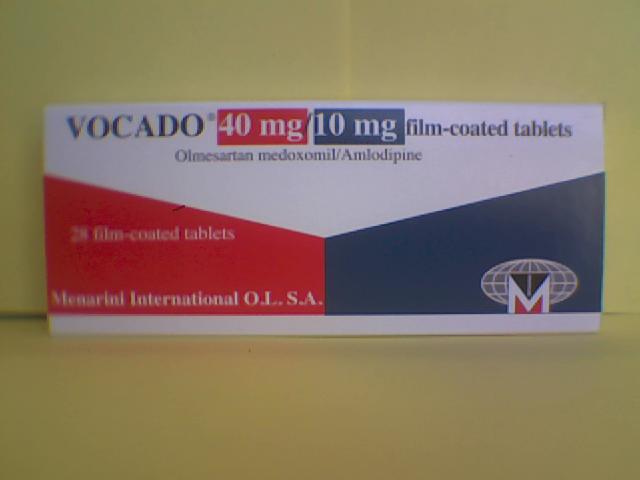 VOCADO® 40 mg/10 mg film-coated tablets
Olmesartan medoxomil/Amlodipine
28 film-coated tablets
Menarini International O.L. S.A.
M